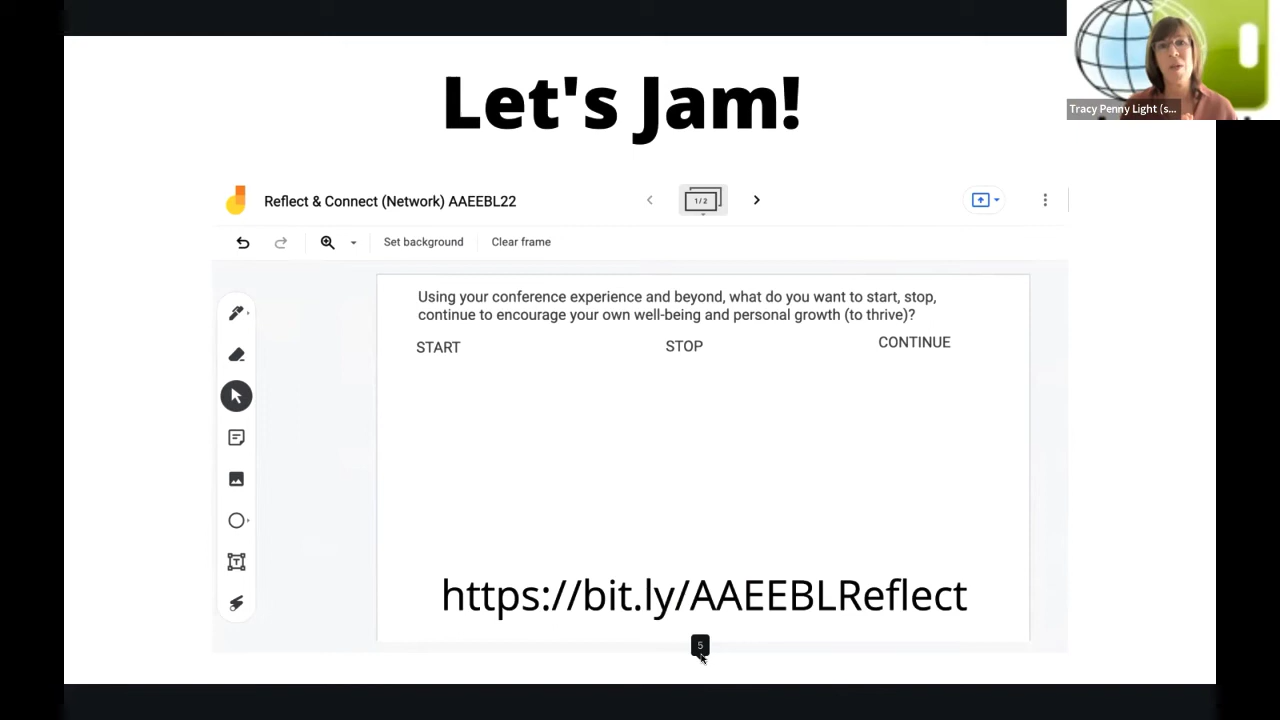 Let's Jam!
Tracy Penny Light (s...
Reflect & Connect (Network) AAEEBL22
1/2
Set background
Clear frame
Using your conference experience and beyond, what do you want to start, stop,
continue to encourage your own well-being and personal growth (to thrive)?
START
STOP
CONTINUE
https://bit.ly/AAEEBLReflect
5